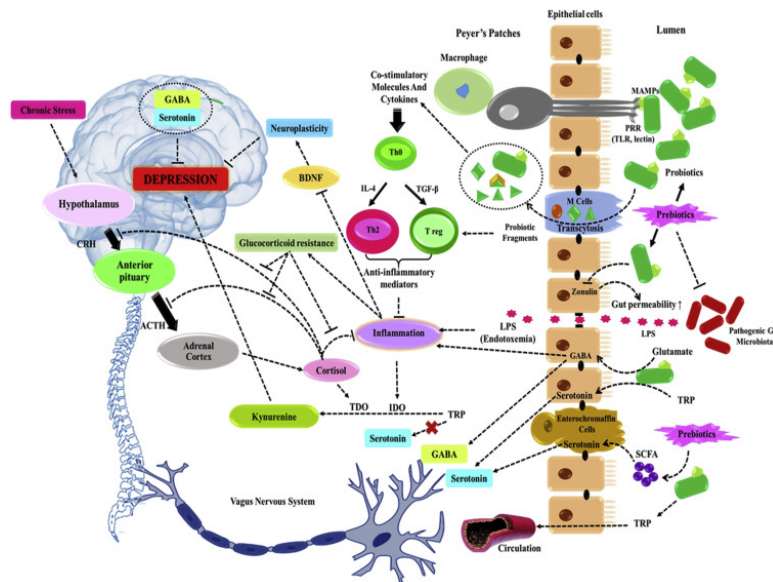 Epithelial cells
Peyer's Patches
Lumen
Macrophage
Co-stimulatory
Molecules And
Cytokines
MAMPs
PRR
(TLR, lectin)
GABA
Serotonin
Chronic Stress
Neuroplasticity
Th0
Probiotics
DEPRESSION
BDNF
IL-4
TGF-β
M Cells
Transcytosis
Prebiotics
Hypothalamus
Th2
T reg
Probiotic
Fragments
CRH
Glucocorticoid resistance
Anti-inflammatory
mediators
Anterior
pituary
Zonulin
Gut permeability ↑
ACTH
Inflammation
LPS
(Endotoxemia)
LPS
Pathogenic G
Microbiota
Adrenal
Cortex
Cortisol
GABA
Glutamate
TDO
IDO
TRP
Serotonin
TRP
Kynurenine
Serotonin
Enterochromaffin
Cells
Serotonin
Prebiotics
GABA
SCFA
Serotonin
Vagus Nervous System
TRP
Circulation